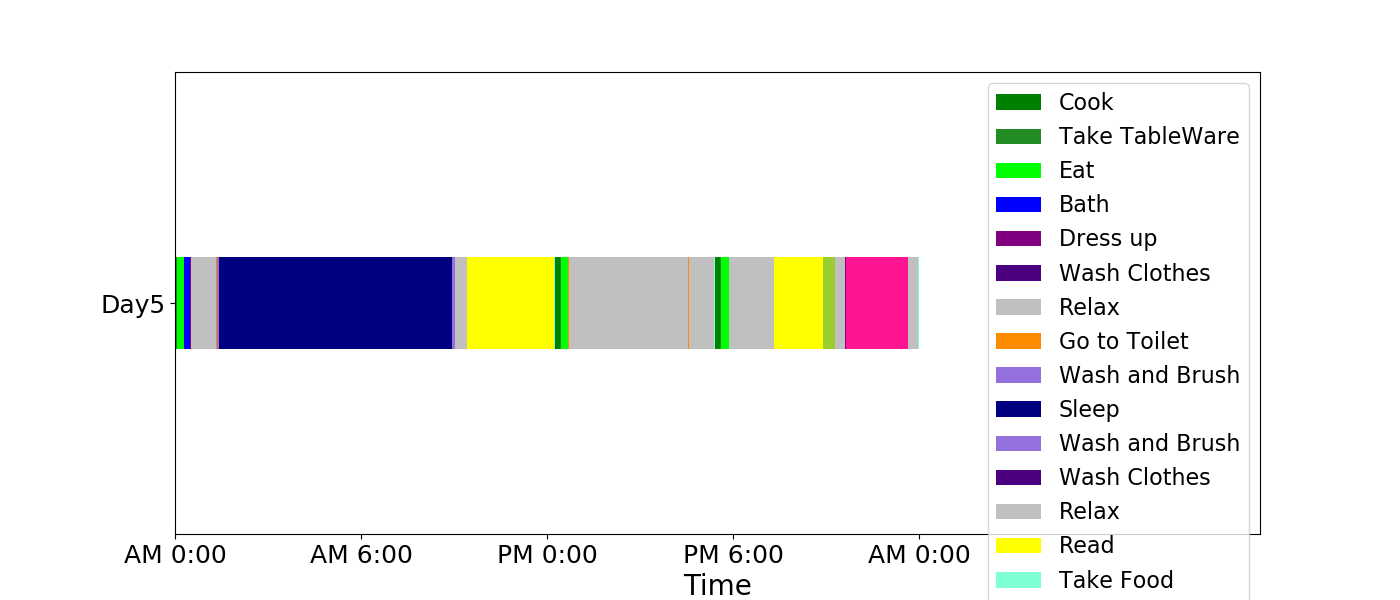 Cook
Take TableWare
Eat
Bath
Dress up
Wash Clothes
Relax
Go to Toilet
Wash and Brush
Sleep
Wash and Brush
Wash Clothes
Relax
Read
Take Food
Day5
AM 0:00 AM 6:00 PM 0:00 PM 6:00 AM 0:00
Time